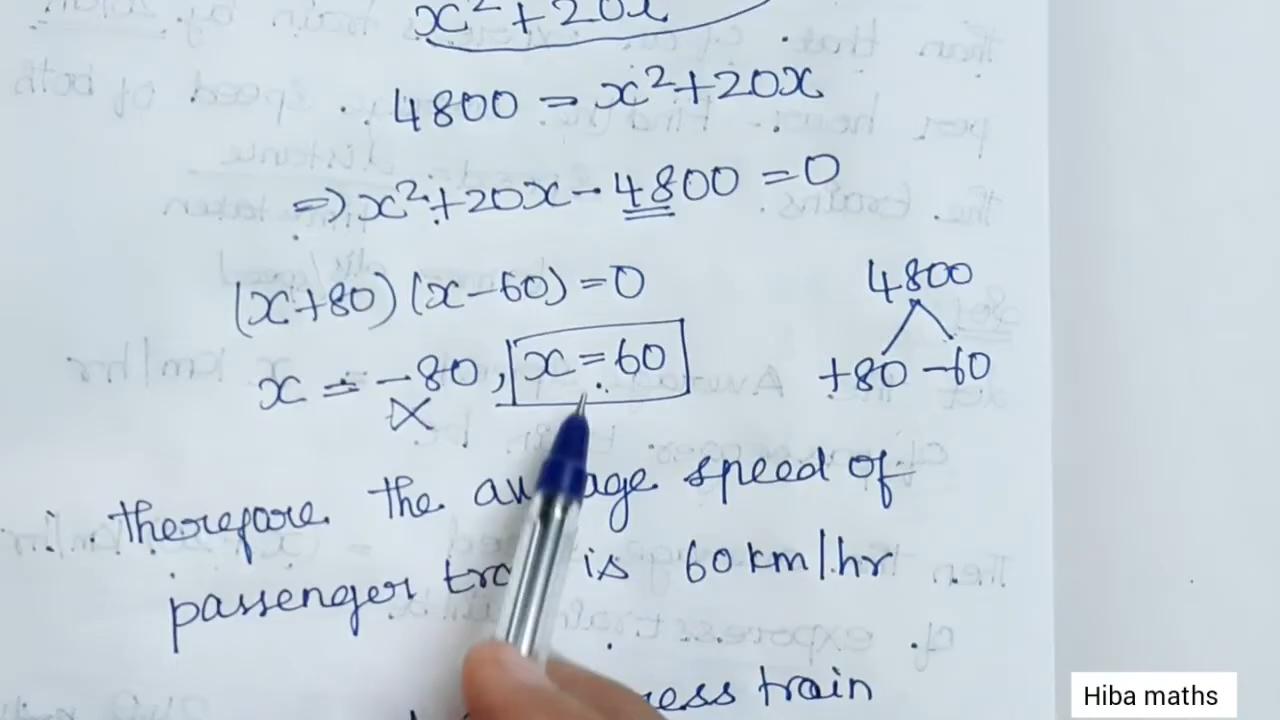 x² + 20x
4800 = x² + 20x
⇒ x² + 20x - 4800 = 0
(x + 80) (x - 60) = 0
4800
x = -80, x = 60
+80 -60
∴ therefore the average speed of
passenger is 60 km/hr
train
Hiba maths